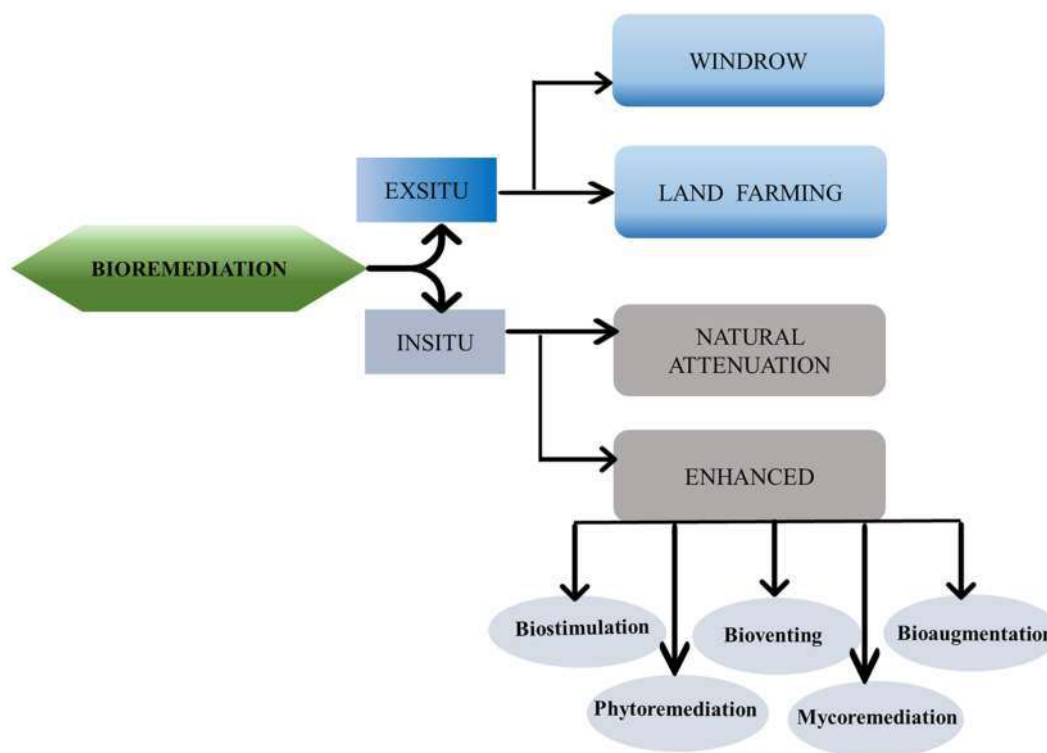 WINDROW
EXSITU
LAND FARMING
BIOREMEDIATION
INSITU
NATURAL
ATTENUATION
ENHANCED
Biostimulation
Bioventing
Bioaugmentation
Phytoremediation
Mycoremediation